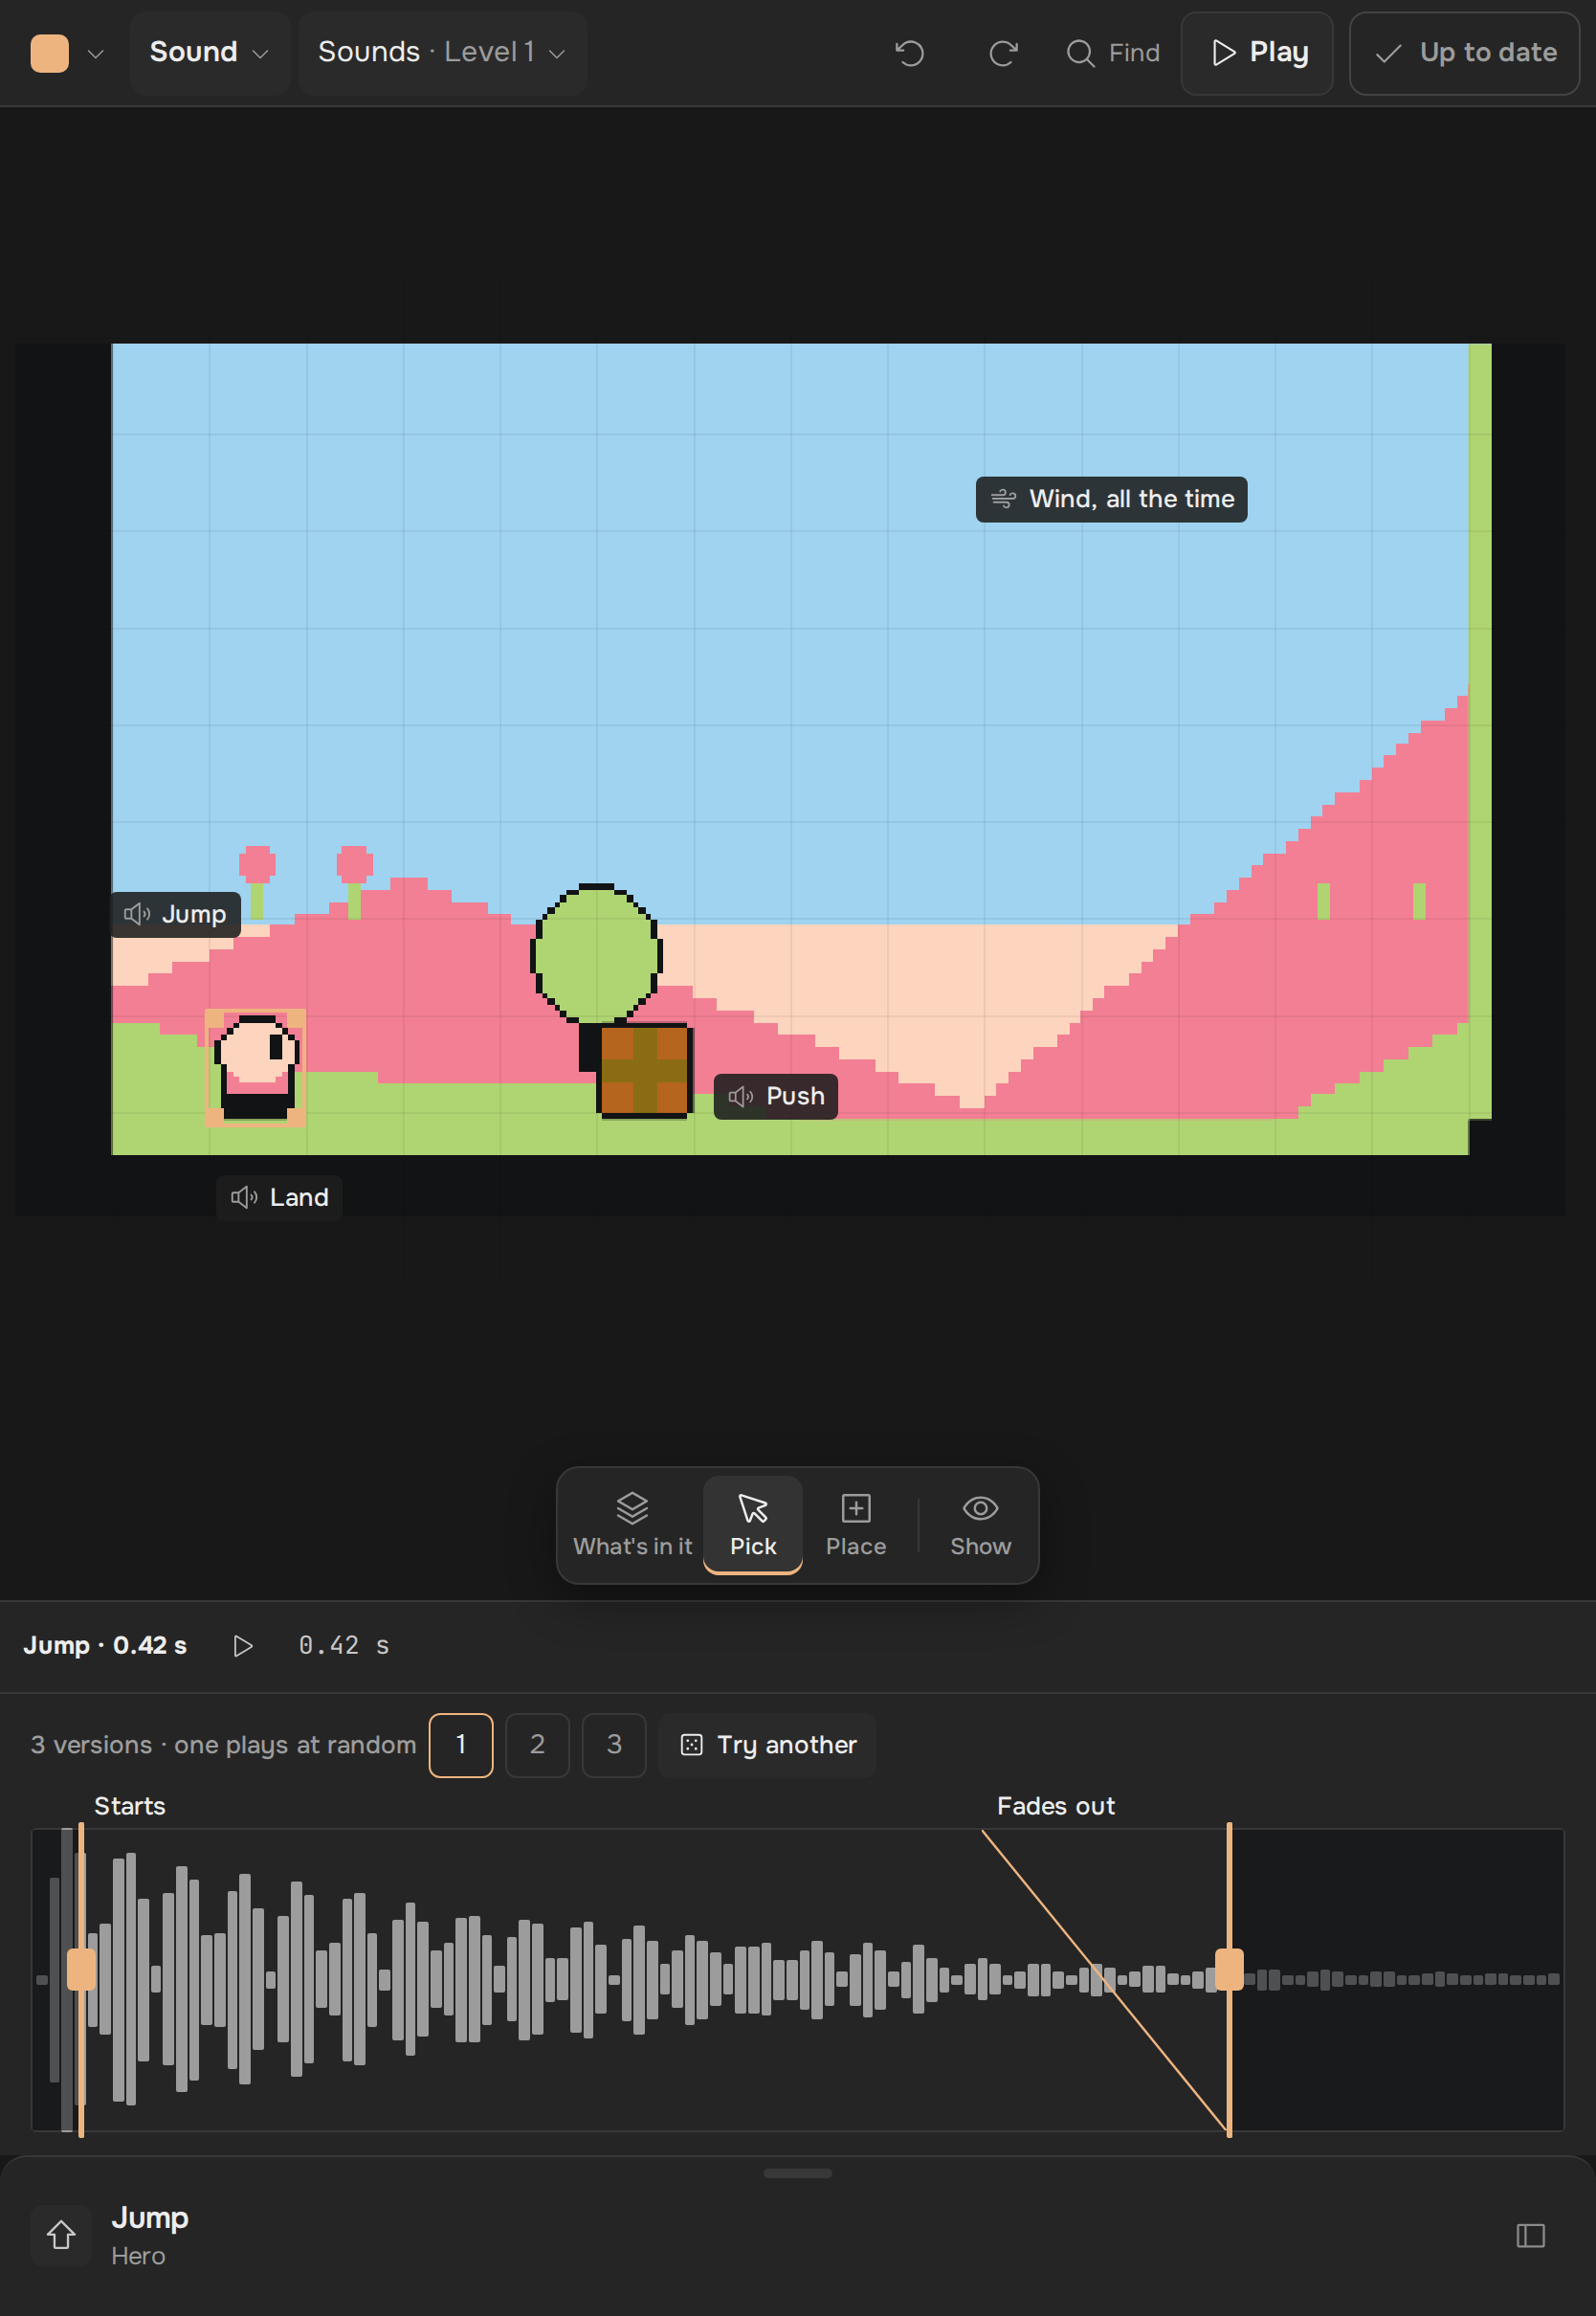 Sound
Sounds · Level 1
Find
Play
Up to date
Wind, all the time
Jump
Push
Land
What's in it
Pick
Place
Show
Jump · 0.42 s
0.42 s
3 versions · one plays at random
1
2
3
Try another
Starts
Fades out
Jump
Hero